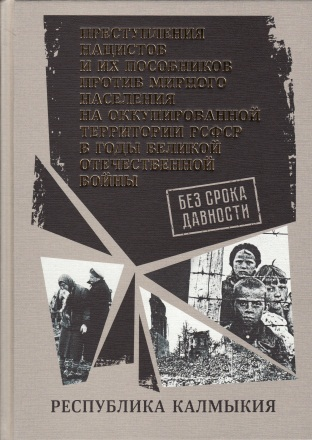 ПРЕСТУПЛЕНИЯ
НАЦИСТОВ
И ИХ ПОСОБНИКОВ
ПРОТИВ МИРНОГО
НАСЕЛЕНИЯ
НА ОККУПИРОВАННОЙ
ТЕРРИТОРИИ РСФСР
В ГОДЫ ВЕЛИКОЙ
ОТЕЧЕСТВЕННОЙ
ВОЙНЫ
БЕЗ СРОКА
ДАВНОСТИ
РЕСПУБЛИКА КАЛМЫКИЯ